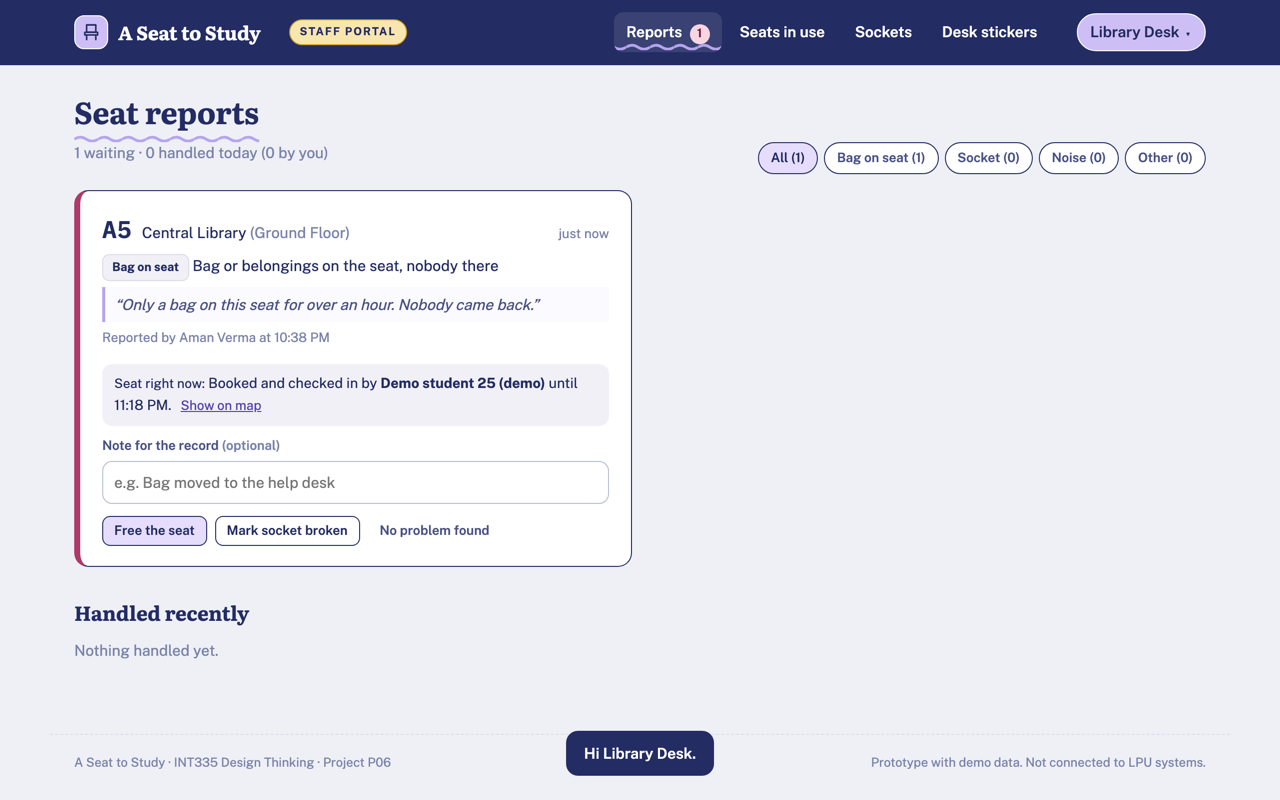 A Seat to Study
STAFF PORTAL
Reports 1
Seats in use
Sockets
Desk stickers
Library Desk
Seat reports
1 waiting · 0 handled today (0 by you)
All (1)
Bag on seat (1)
Socket (0)
Noise (0)
Other (0)
A5 Central Library (Ground Floor)
just now
Bag on seat Bag or belongings on the seat, nobody there
“Only a bag on this seat for over an hour. Nobody came back.”
Reported by Aman Verma at 10:38 PM
Seat right now: Booked and checked in by Demo student 25 (demo) until
11:18 PM. Show on map
Note for the record (optional)
e.g. Bag moved to the help desk
Free the seat
Mark socket broken
No problem found
Handled recently
Nothing handled yet.
Hi Library Desk.
A Seat to Study · INT335 Design Thinking · Project P06
Prototype with demo data. Not connected to LPU systems.